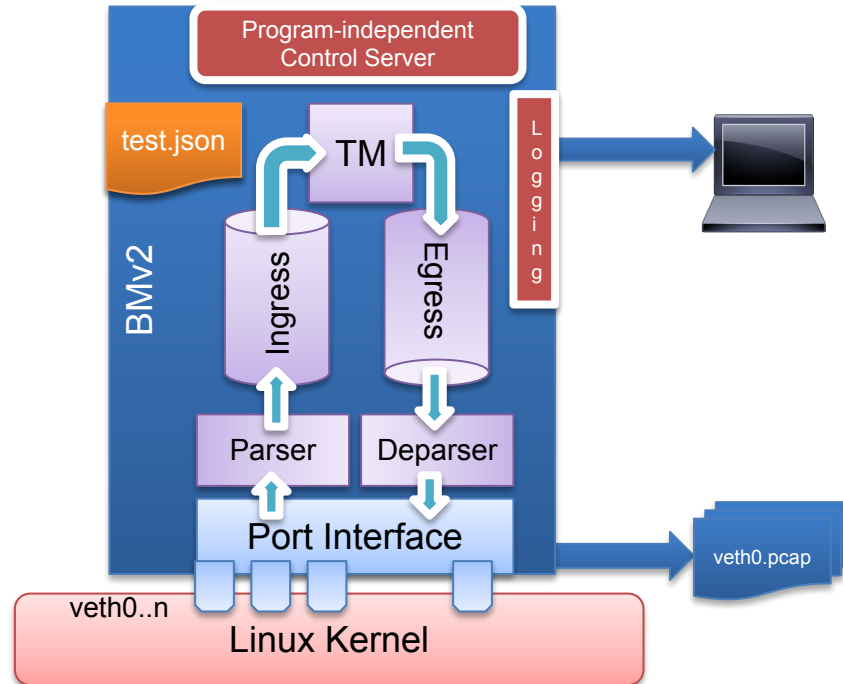 Program-independent
Control Server
test.json
TM
Logging
BMv2
Ingress
Egress
Parser
Deparser
Port Interface
veth0.pcap
veth0..n
Linux Kernel